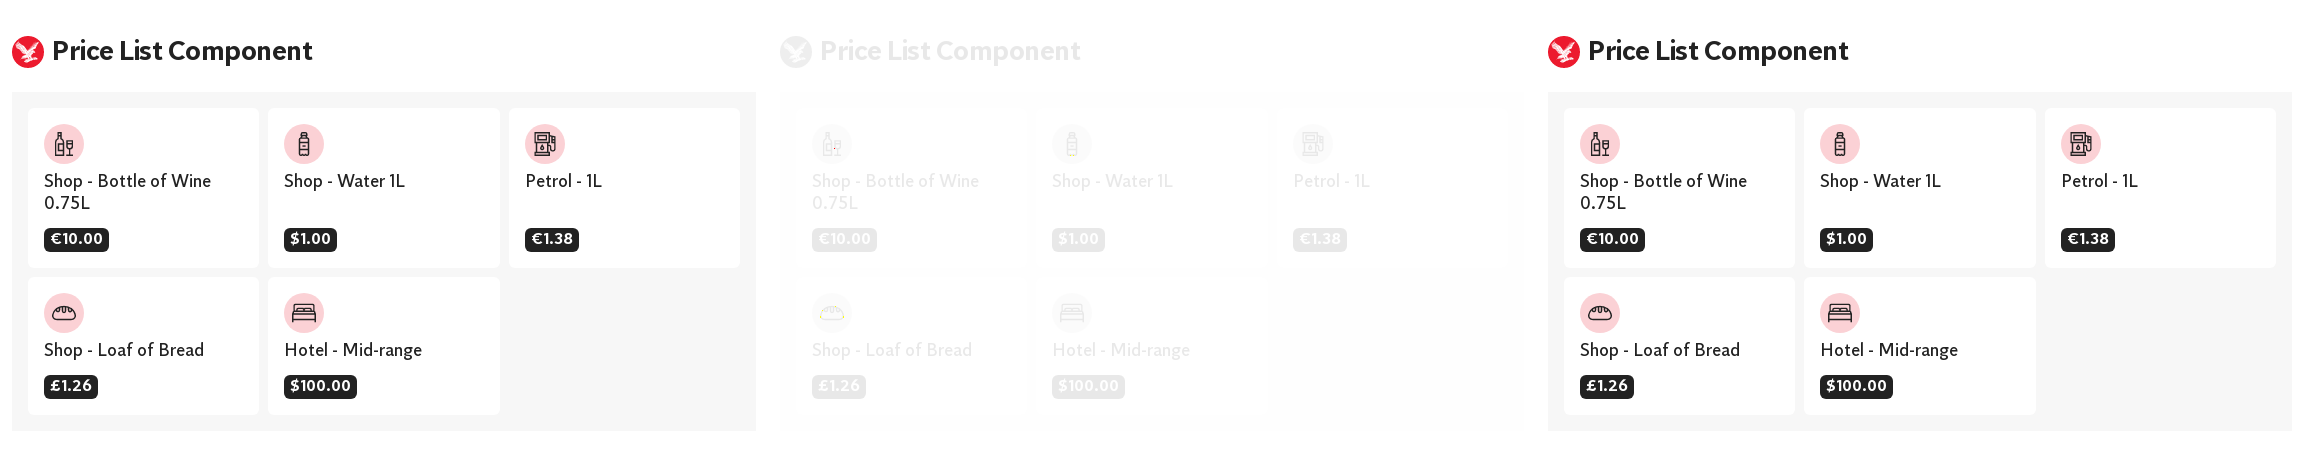 Price List Component
Shop - Bottle of Wine
0.75L
€10.00
Shop - Water 1L
$1.00
Petrol - 1L
€1.38
Shop - Loaf of Bread
£1.26
Hotel - Mid-range
$100.00
Price List Component
Shop - Bottle of Wine
0.75L
€10.00
Shop - Water 1L
$1.00
Petrol - 1L
€1.38
Shop - Loaf of Bread
£1.26
Hotel - Mid-range
$100.00
Price List Component
Shop - Bottle of Wine
0.75L
€10.00
Shop - Water 1L
$1.00
Petrol - 1L
€1.38
Shop - Loaf of Bread
£1.26
Hotel - Mid-range
$100.00